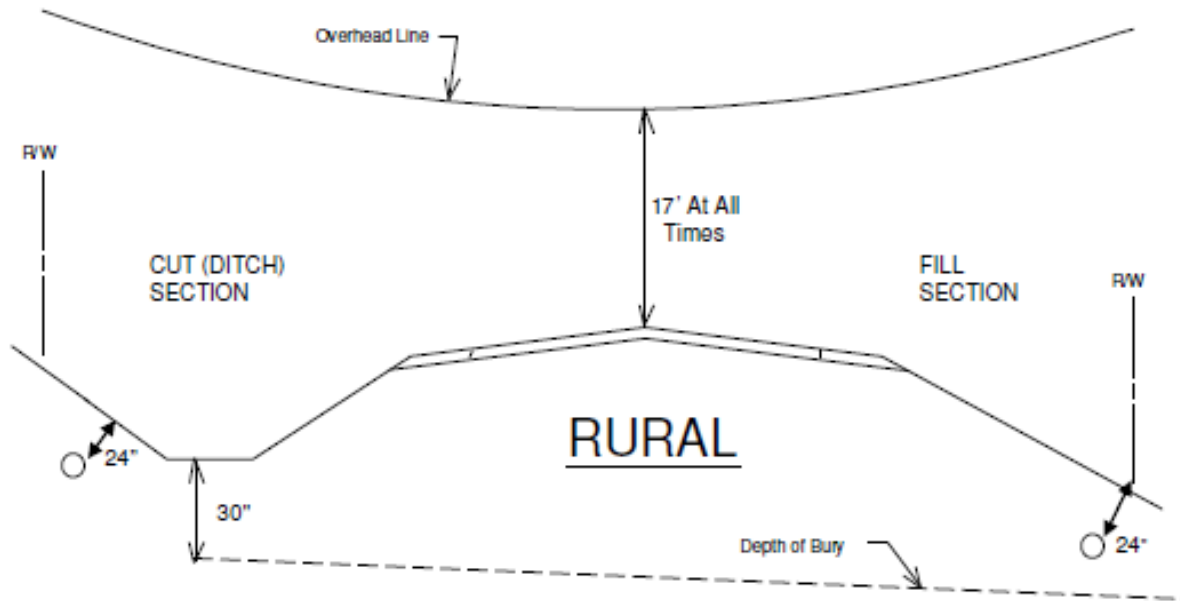 Overhead Line
R/W
17' At All
Times
CUT (DITCH)
SECTION
FILL
SECTION
R/W
RURAL
24"
30"
Depth of Bury
24"